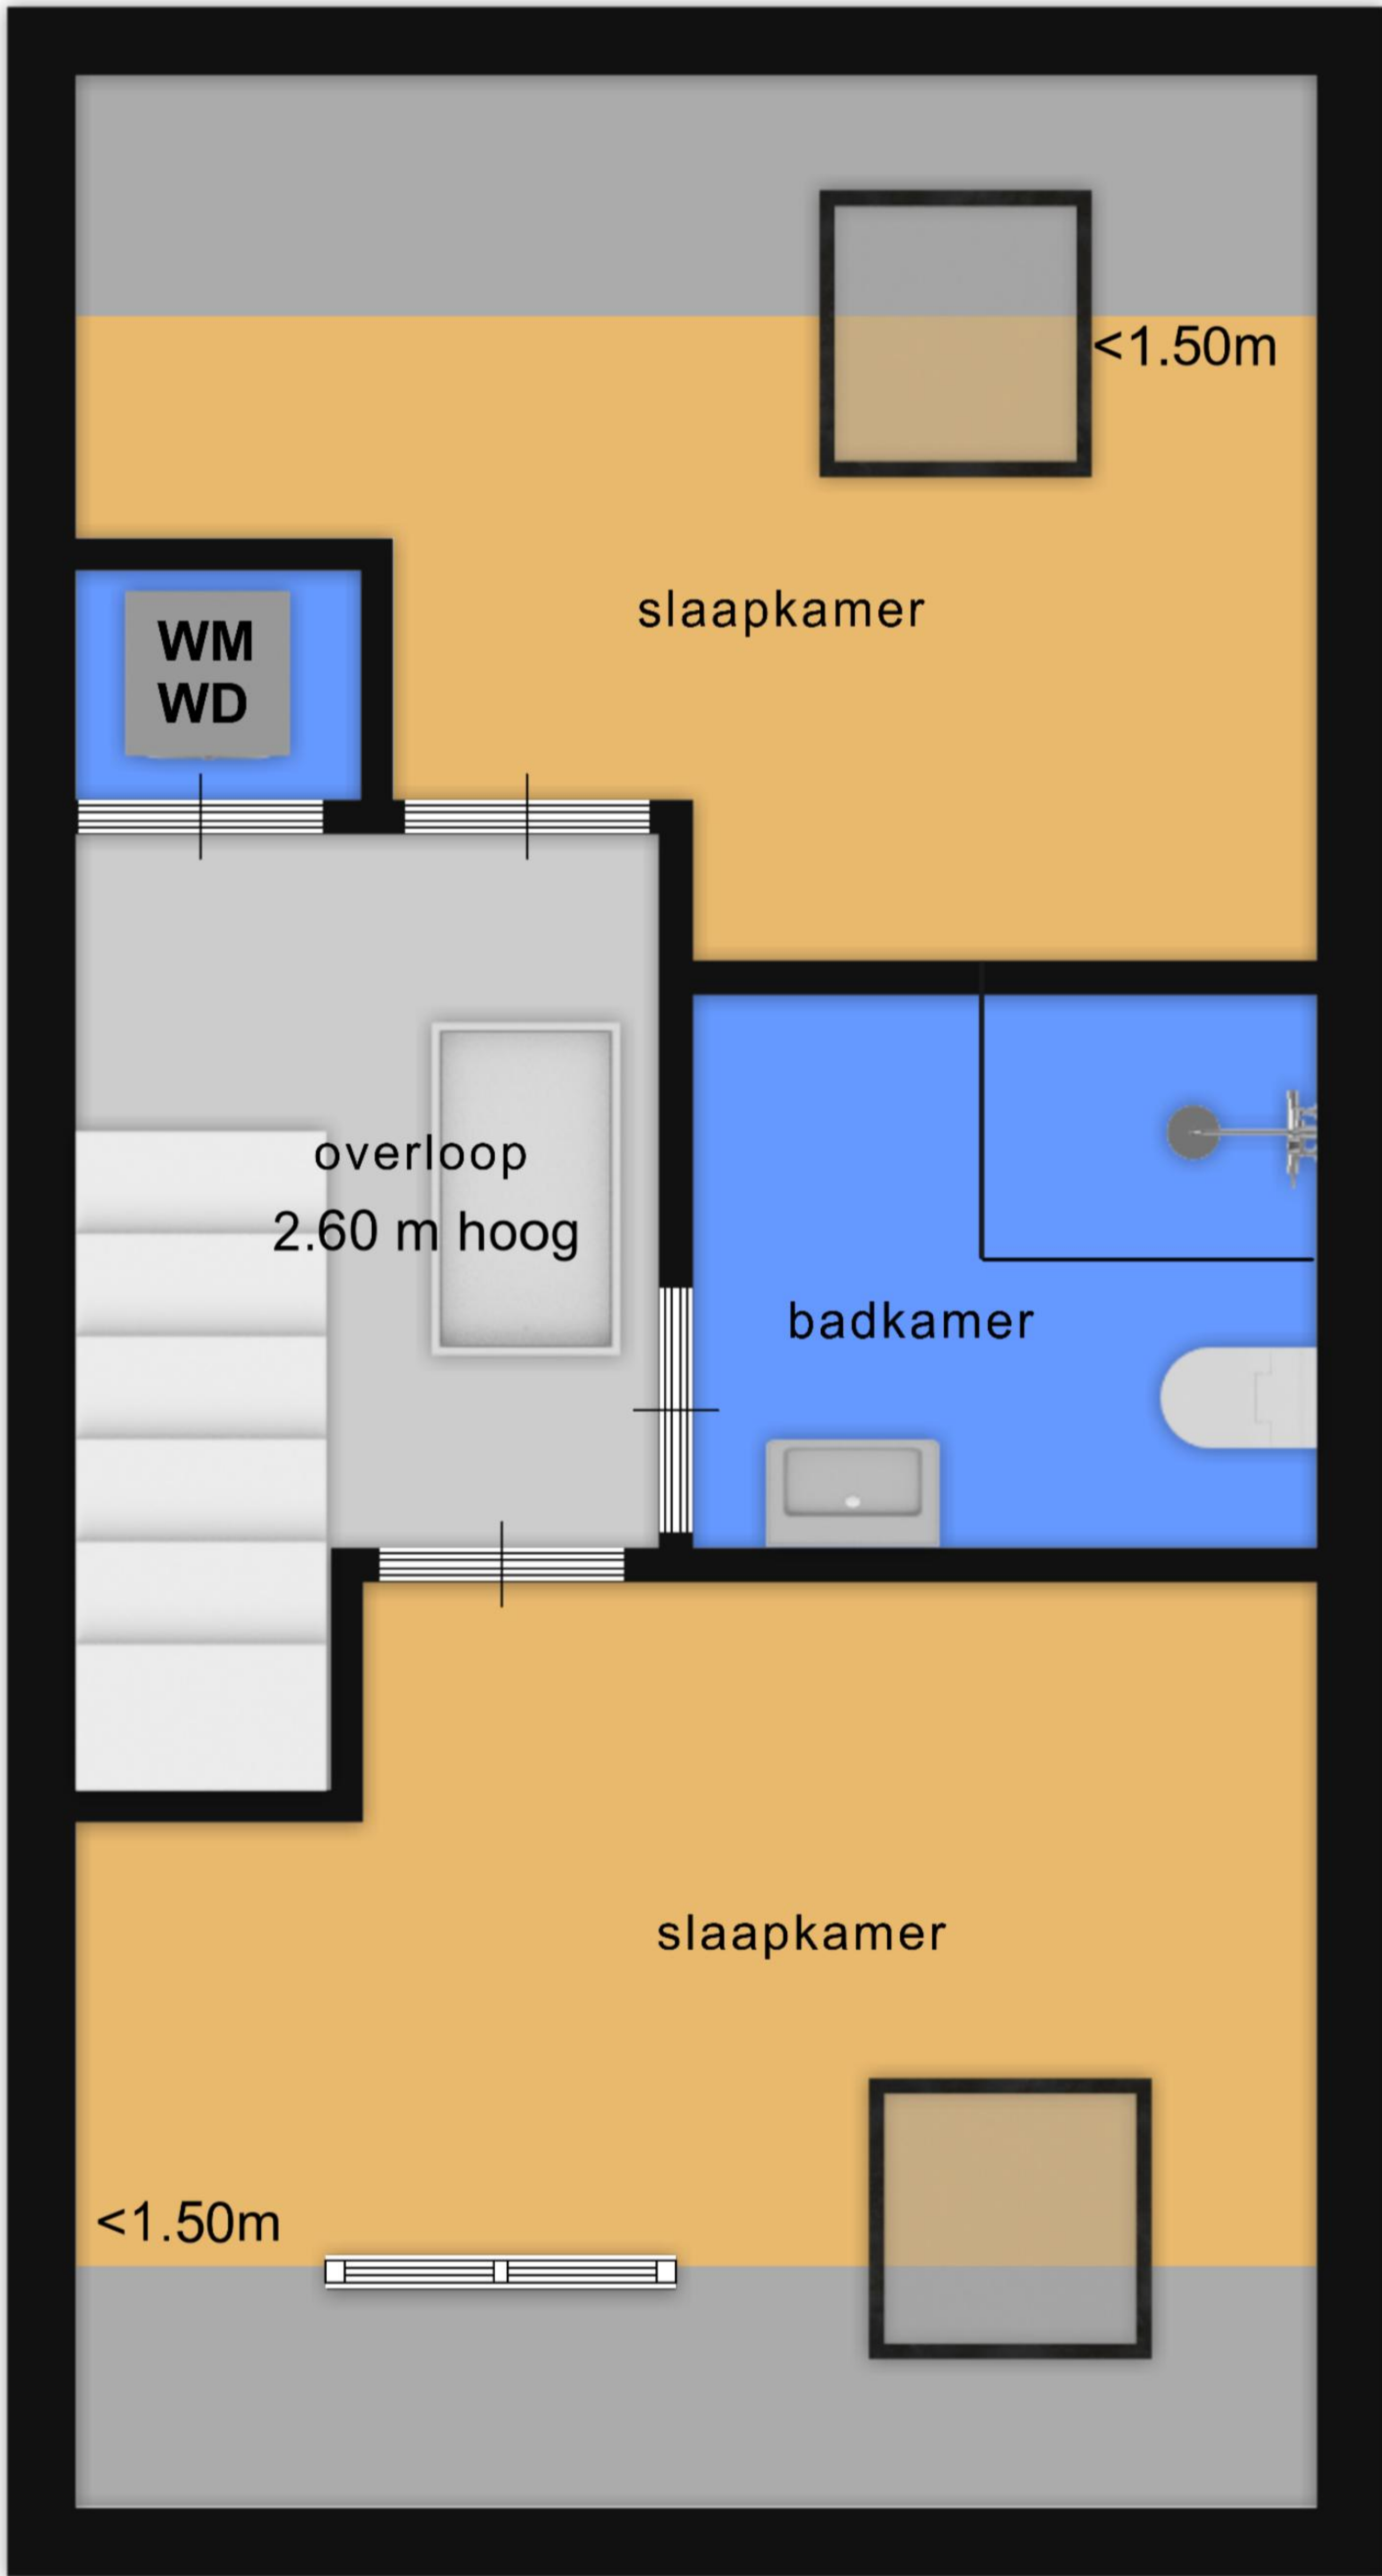 <1.50m
slaapkamer
WM
WD
overloop
2.60 m hoog
badkamer
slaapkamer
<1.50m